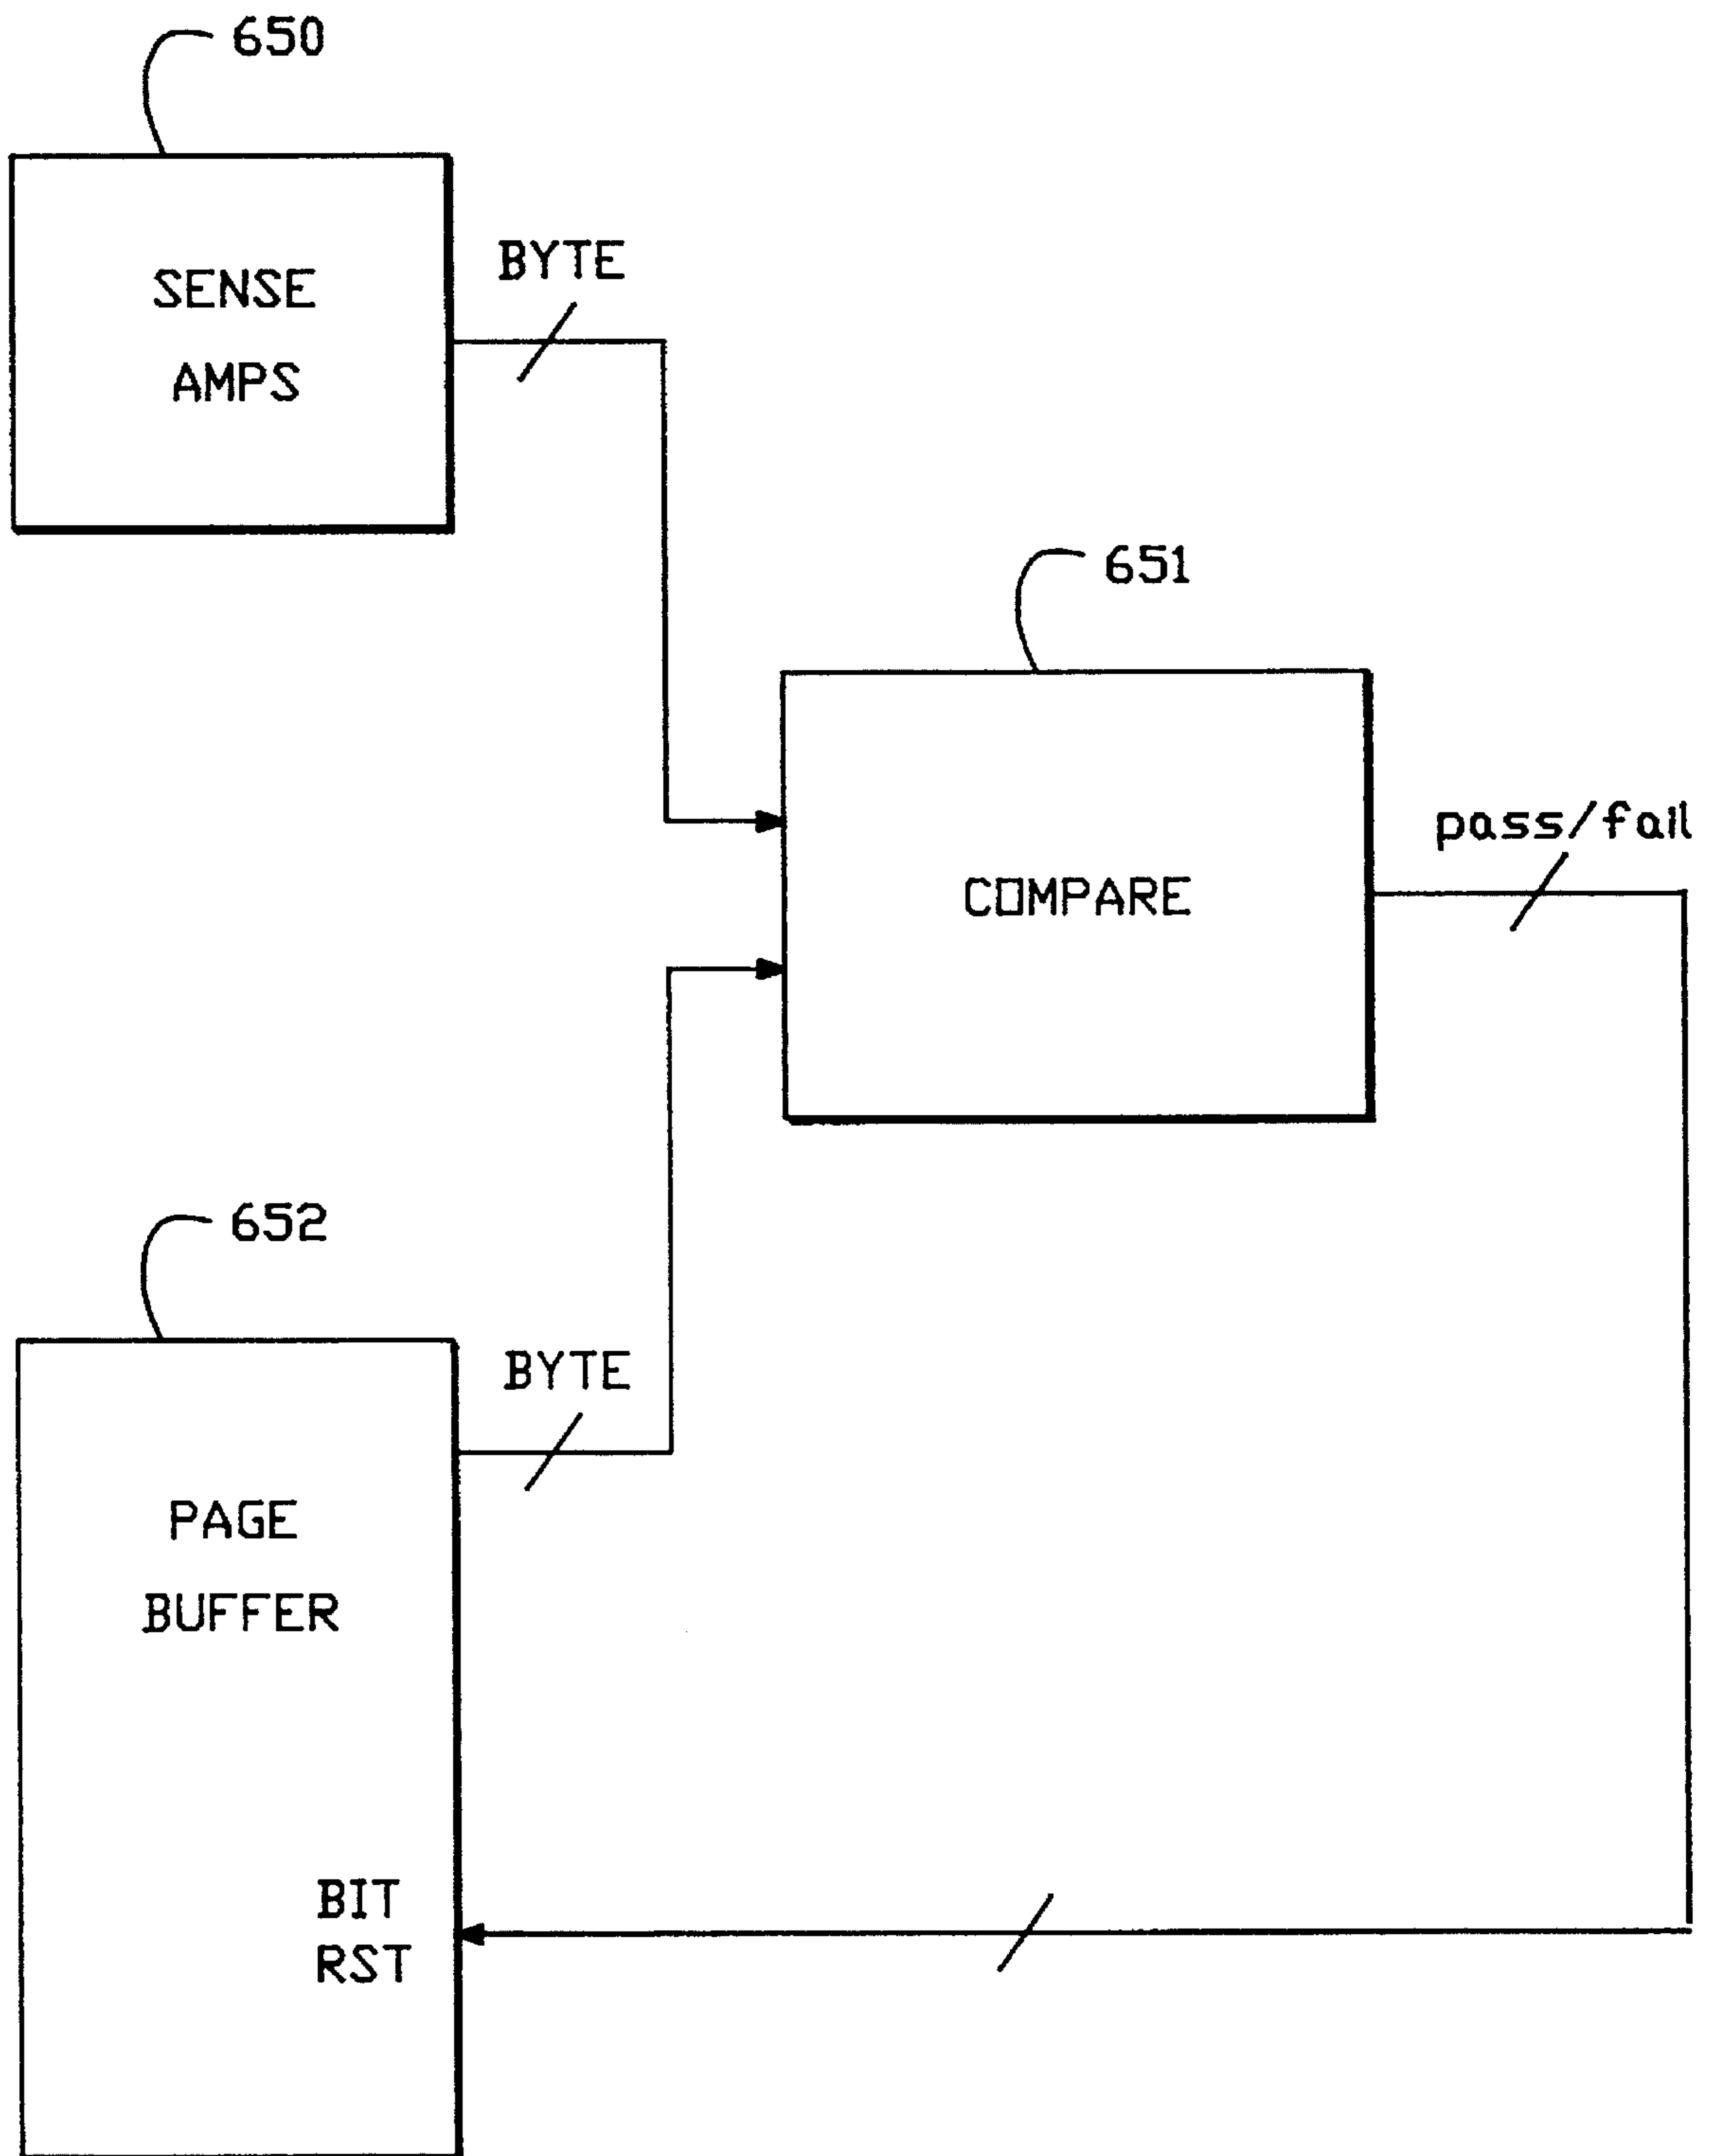 650
SENSE
AMPS
BYTE
651
COMPARE
pass/fail
652
BYTE
PAGE
BUFFER
BIT
RST